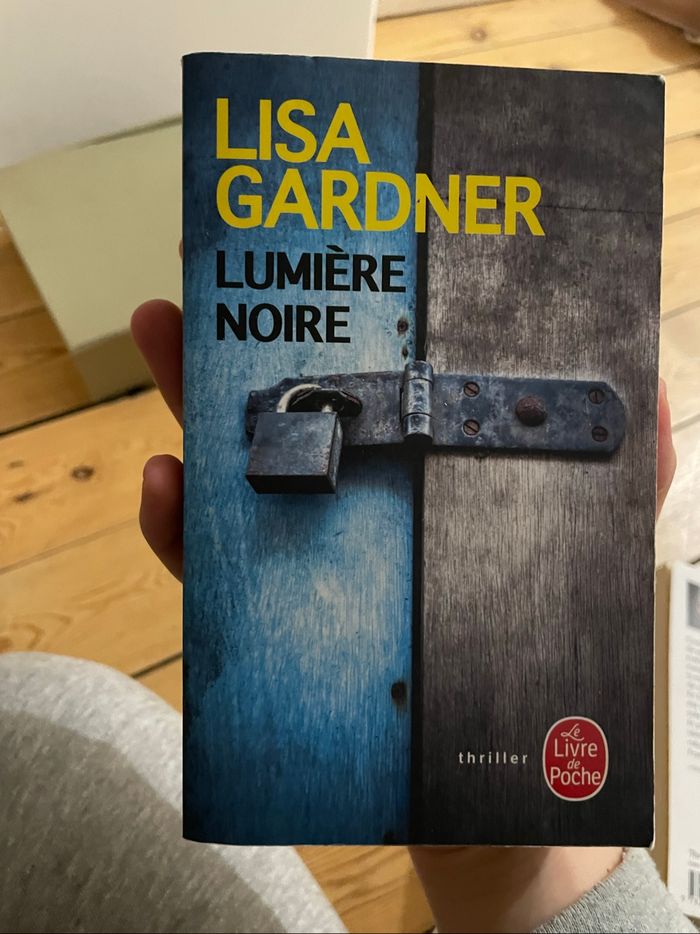 LISA
GARDNER
LUMIÈRE
NOIRE
thriller
Le
Livre
de
Poche